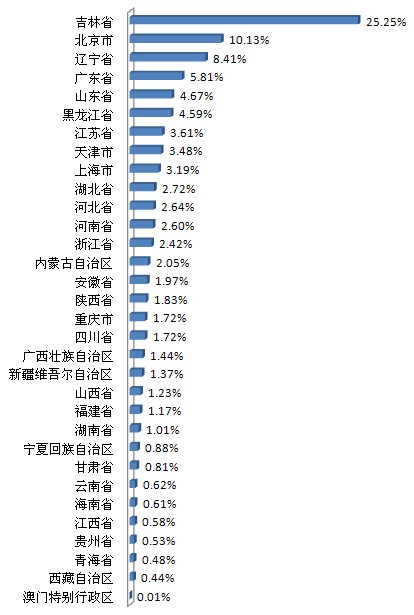 吉林省 25.25%
北京市 10.13%
辽宁省 8.41%
广东省 5.81%
山东省 4.67%
黑龙江省 4.59%
江苏省 3.61%
天津市 3.48%
上海市 3.19%
湖北省 2.72%
河北省 2.64%
河南省 2.60%
浙江省 2.42%
内蒙古自治区 2.05%
安徽省 1.97%
陕西省 1.83%
重庆市 1.72%
四川省 1.72%
广西壮族自治区 1.44%
新疆维吾尔自治区 1.37%
山西省 1.23%
福建省 1.17%
湖南省 1.01%
宁夏回族自治区 0.88%
甘肃省 0.81%
云南省 0.62%
海南省 0.61%
江西省 0.58%
贵州省 0.53%
青海省 0.48%
西藏自治区 0.44%
澳门特别行政区 0.01%